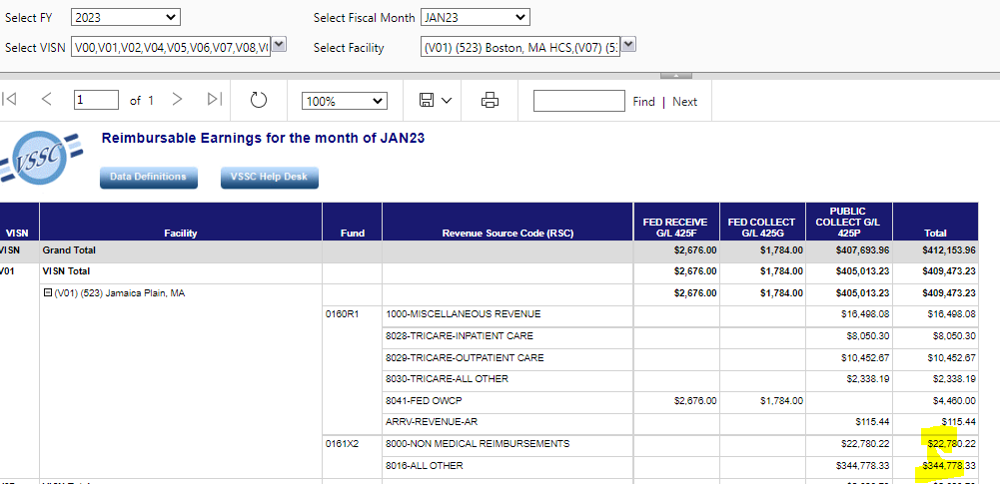 Select FY 2023 Select Fiscal Month JAN23
Select VISN V00,V01,V02,V04,V05,V06,V07,V08,V( Select Facility (V01) (523) Boston, MA HCS,(V07) (5:
1 of 1 100% Find | Next
VSSC
Reimbursable Earnings for the month of JAN23
Data Definitions VSSC Help Desk
VISN Facility Fund Revenue Source Code (RSC) FED RECEIVE G/L 425F FED COLLECT G/L 425G PUBLIC COLLECT G/L 425P Total
VISN Grand Total $2,676.00 $1,784.00 $407,693.96 $412,153.96
V01 VISN Total $2,676.00 $1,784.00 $405,013.23 $409,473.23
(V01) (523) Jamaica Plain, MA $2,676.00 $1,784.00 $405,013.23 $409,473.23
0160R1 1000-MISCELLANEOUS REVENUE $16,498.08 $16,498.08
8028-TRICARE-INPATIENT CARE $8,050.30 $8,050.30
8029-TRICARE-OUTPATIENT CARE $10,452.67 $10,452.67
8030-TRICARE-ALL OTHER $2,338.19 $2,338.19
8041-FED OWCP $2,676.00 $1,784.00 $4,460.00
ARRV-REVENUE-AR $115.44 $115.44
0161X2 8000-NON MEDICAL REIMBURSEMENTS $22,780.22 $22,780.22
8016-ALL OTHER $344,778.33 $344,778.33